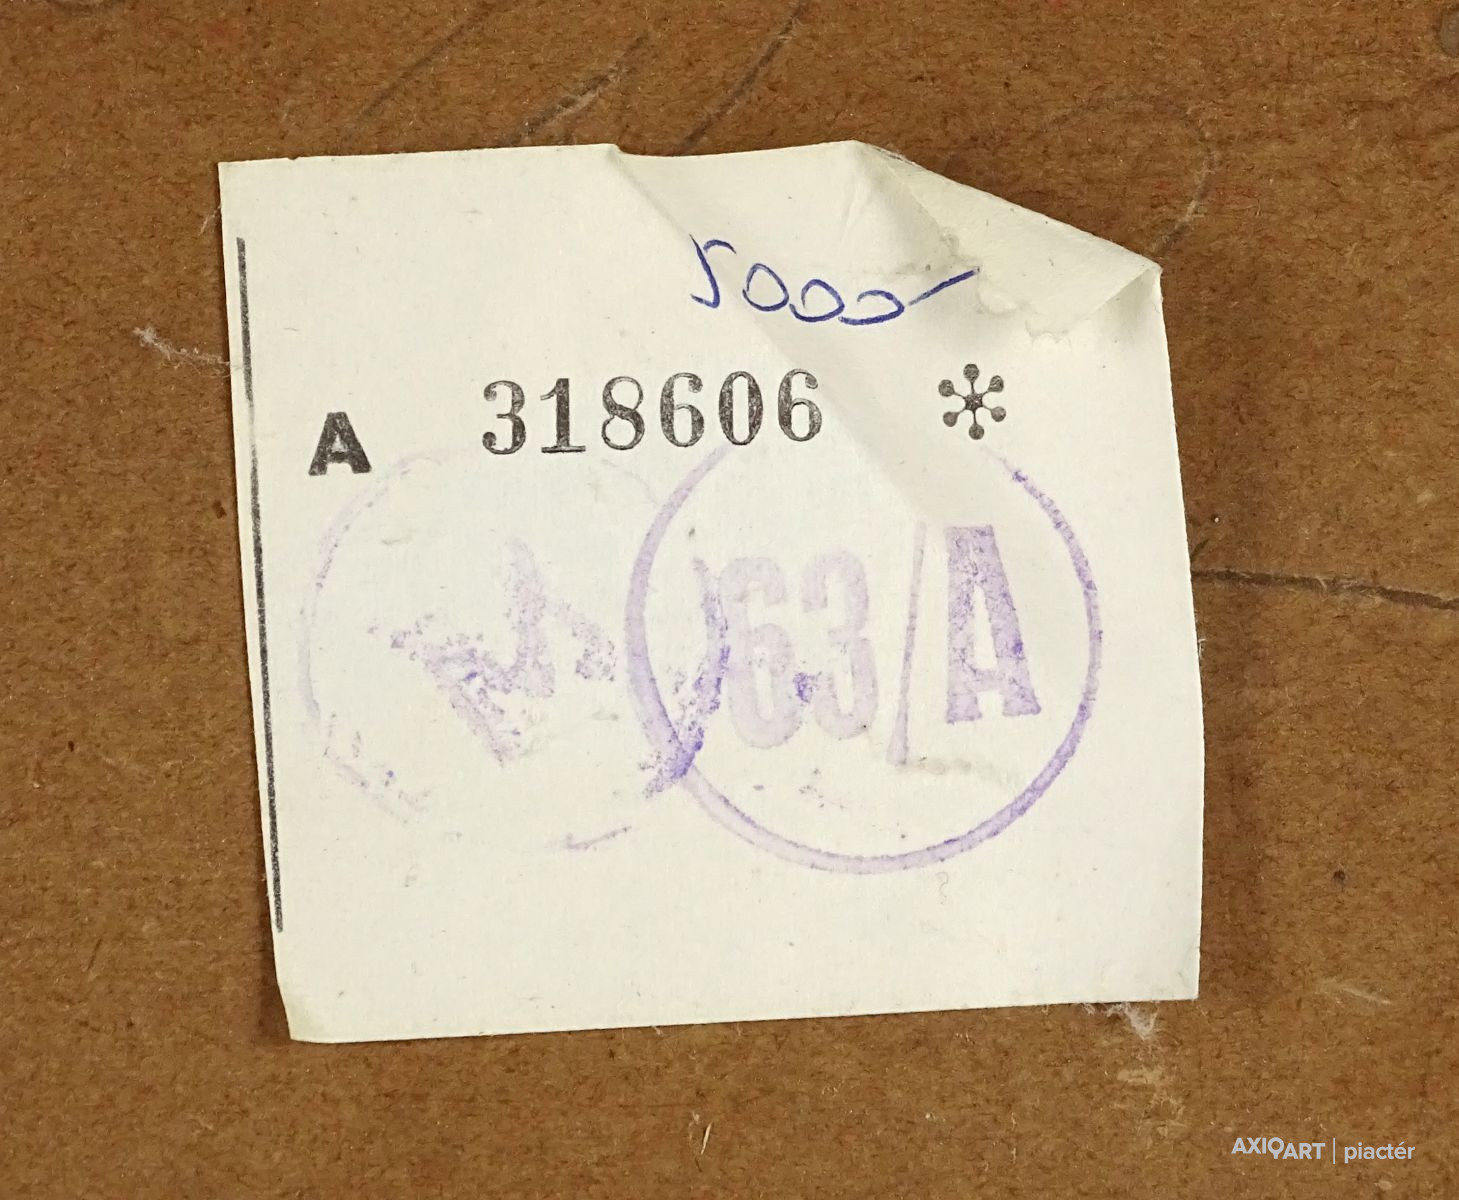 5000
A 318606 *
63/A
AXIOART | piactér